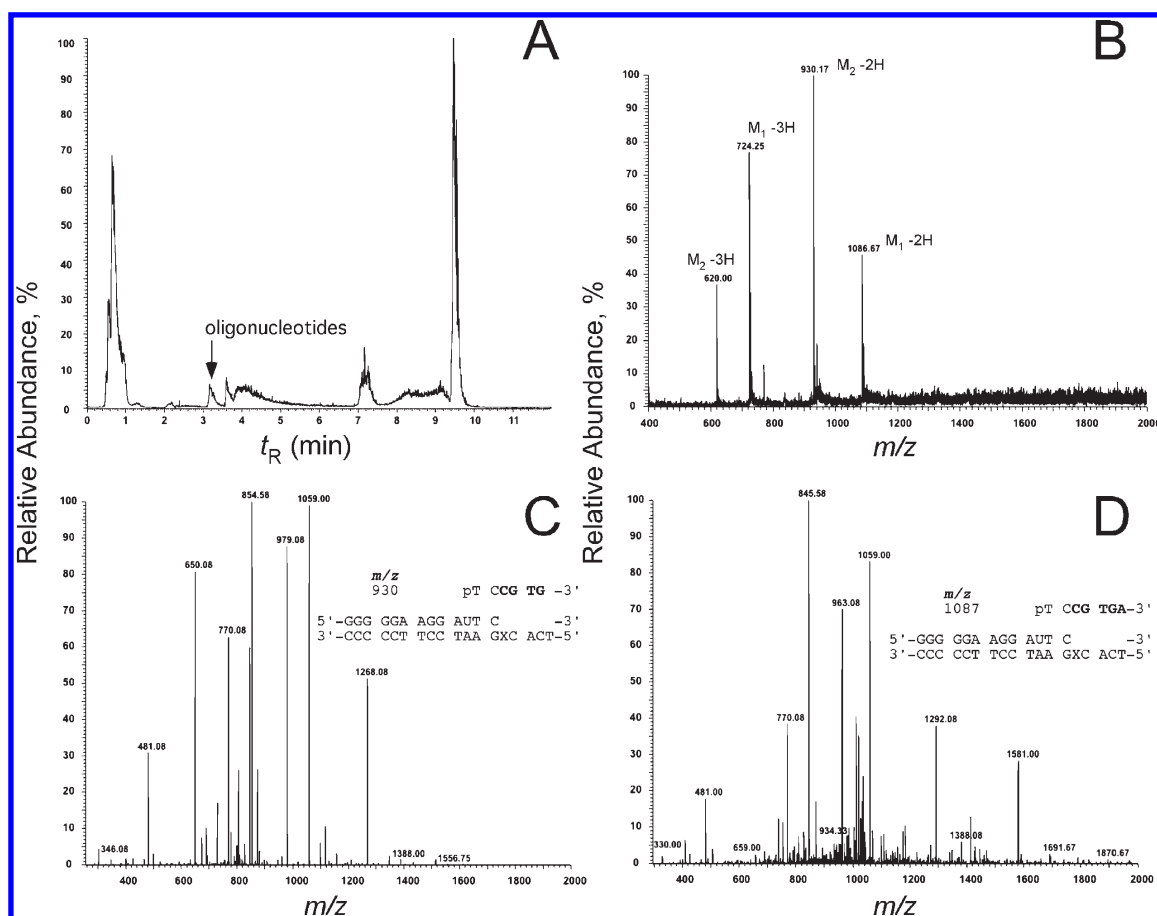 A
Relative Abundance, %
100
90
80
70
60
50
40
30
20
10
0
oligonucleotides
0 1 2 3 4 5 6 7 8 9 10 11
tR (min)
B
Relative Abundance, %
100
90
80
70
60
50
40
30
20
10
0
M2 -2H
930.17
M1 -3H
724.25
M1 -2H
1086.67
M2 -3H
620.00
400 600 800 1000 1200 1400 1600 1800 2000
m/z
C
100
90
80
70
60
50
40
30
20
10
0
854.58
1059.00
979.08
650.08
770.08
1268.08
481.08
346.08
1388.00
1556.75
m/z
930 pT CCG TG -3'
5'-GGG GGA AGG AUT C -3'
3'-CCC CCT TCC TAA GXC ACT-5'
400 600 800 1000 1200 1400 1600 1800 2000
m/z
D
100
90
80
70
60
50
40
30
20
10
0
845.58
1059.00
963.08
770.08
1292.08
1581.00
481.00
934.33
330.00
659.00
1388.08
1691.67
1870.67
m/z
1087 pT CCG TGA-3'
5'-GGG GGA AGG AUT C -3'
3'-CCC CCT TCC TAA GXC ACT-5'
400 600 800 1000 1200 1400 1600 1800 2000
m/z